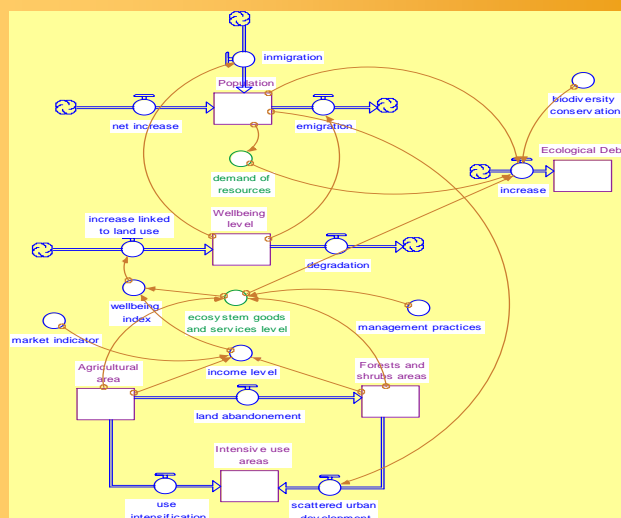 inmigration
Population
net increase
emigration
biodiversity
conservation
Ecological Deb
increase
demand of
resources
increase linked
to land use
Wellbeing
level
degradation
wellbeing
index
ecosystem goods
and services level
management practices
market indicator
income level
Agricultural
area
Forests and
shrubs areas
land abandonement
Intensive use
areas
use
intensification
scattered urban
development